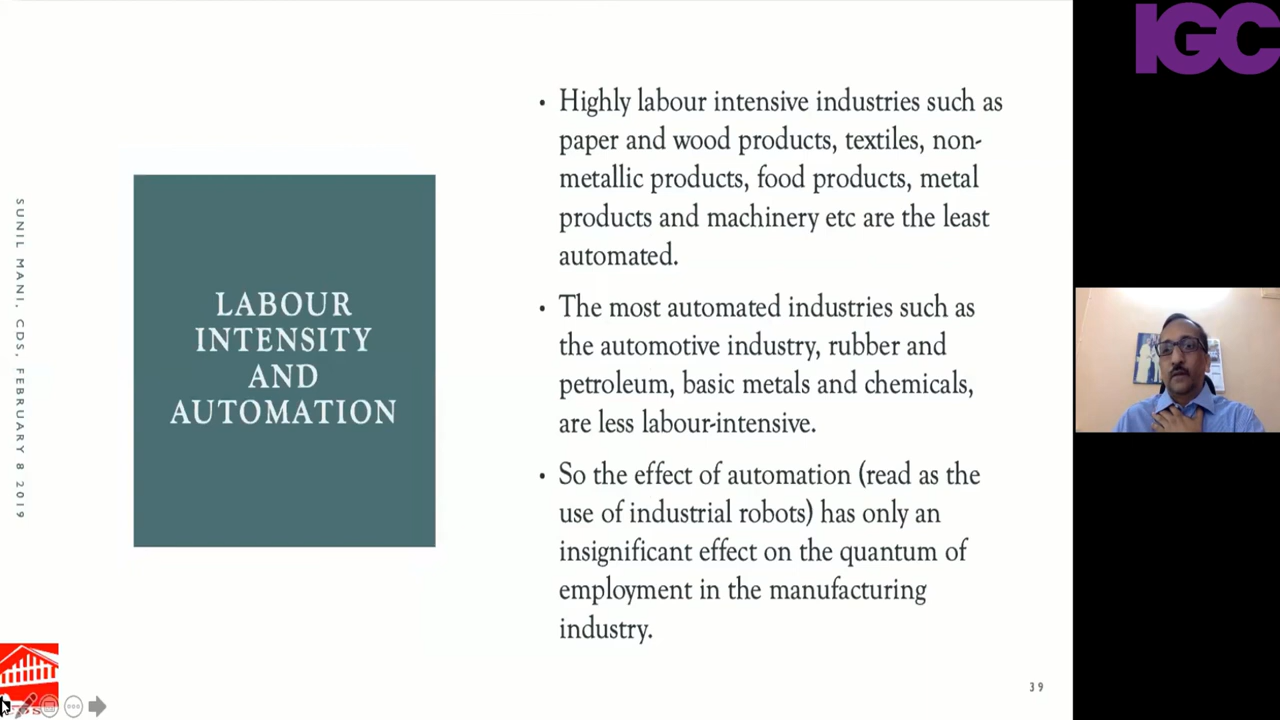 IGC
SUNIL MANI, CDS, FEBRUARY 8 2019
LABOUR
INTENSITY
AND
AUTOMATION
• Highly labour intensive industries such as
paper and wood products, textiles, non-
metallic products, food products, metal
products and machinery etc are the least
automated.
• The most automated industries such as
the automotive industry, rubber and
petroleum, basic metals and chemicals,
are less labour-intensive.
• So the effect of automation (read as the
use of industrial robots) has only an
insignificant effect on the quantum of
employment in the manufacturing
industry.
39